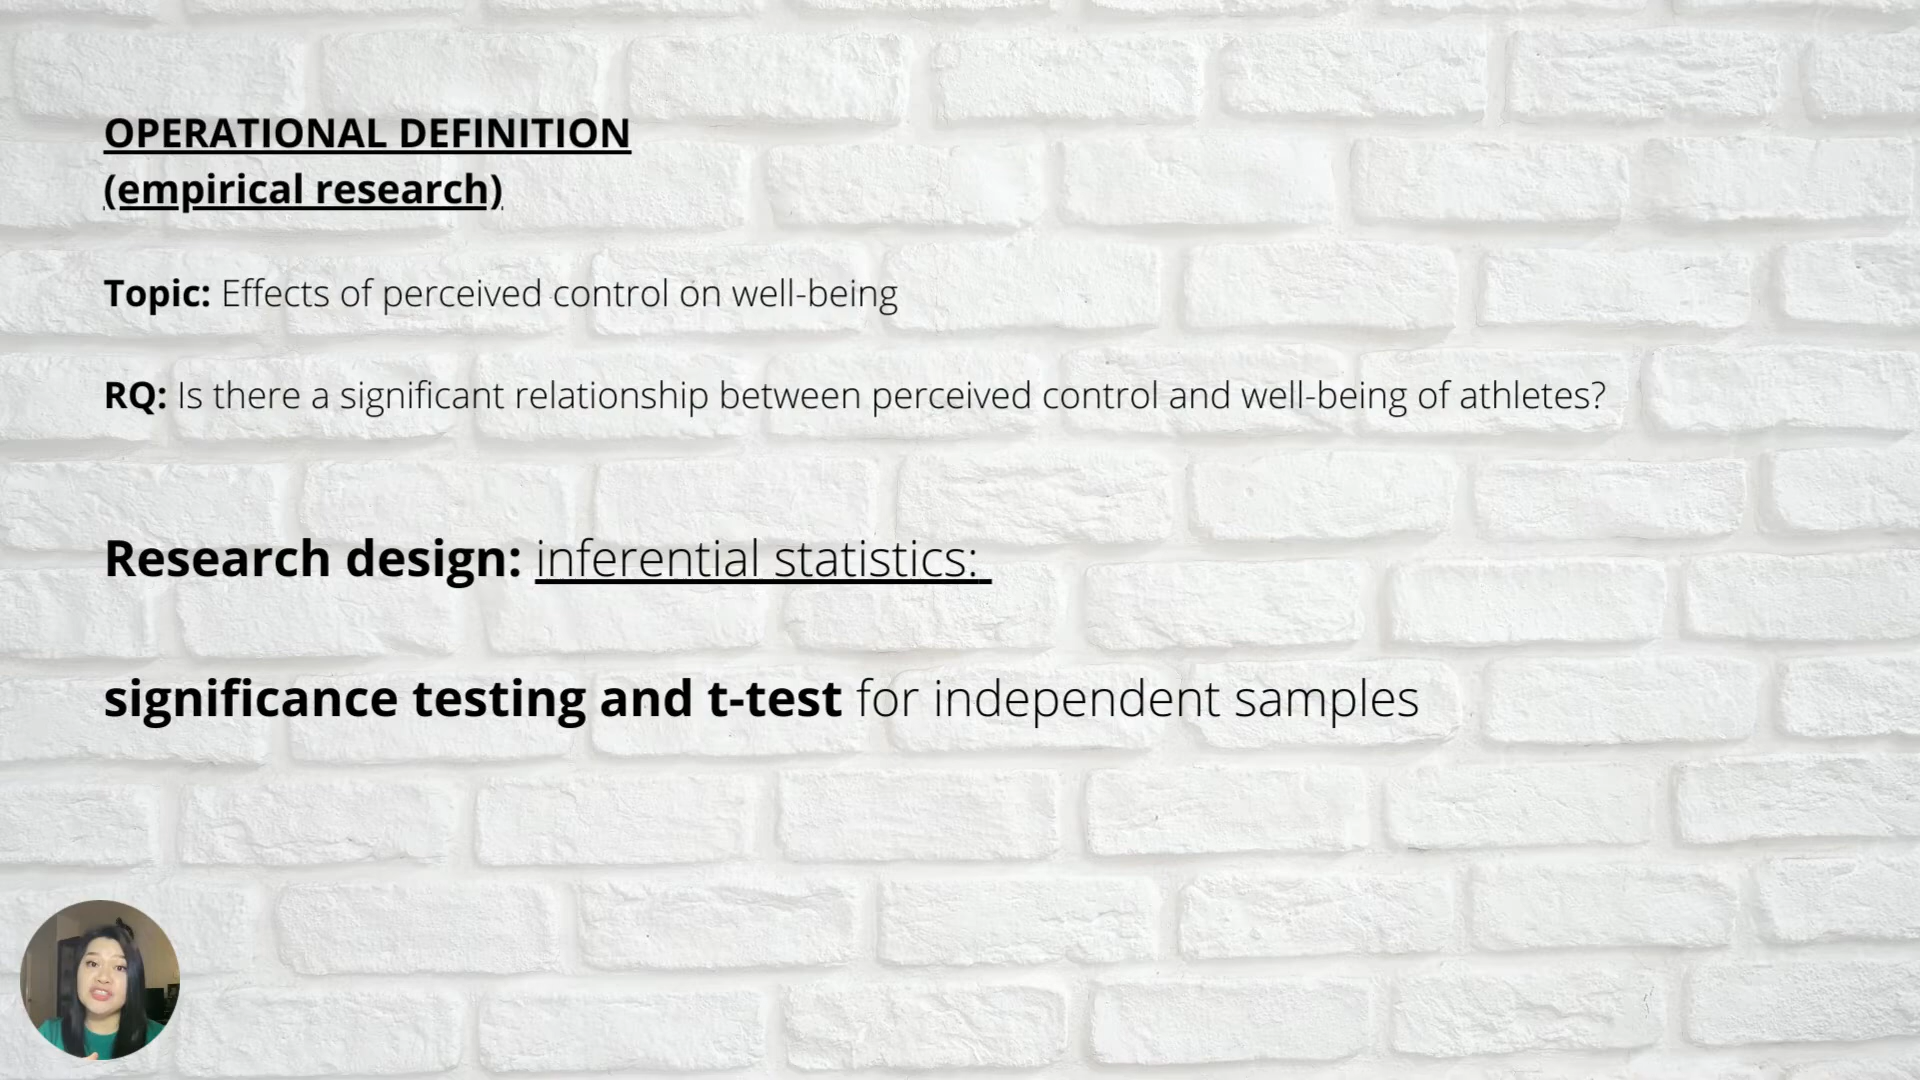 OPERATIONAL DEFINITION
(empirical research)
Topic: Effects of perceived control on well-being
RQ: Is there a significant relationship between perceived control and well-being of athletes?
Research design: inferential statistics:
significance testing and t-test for independent samples